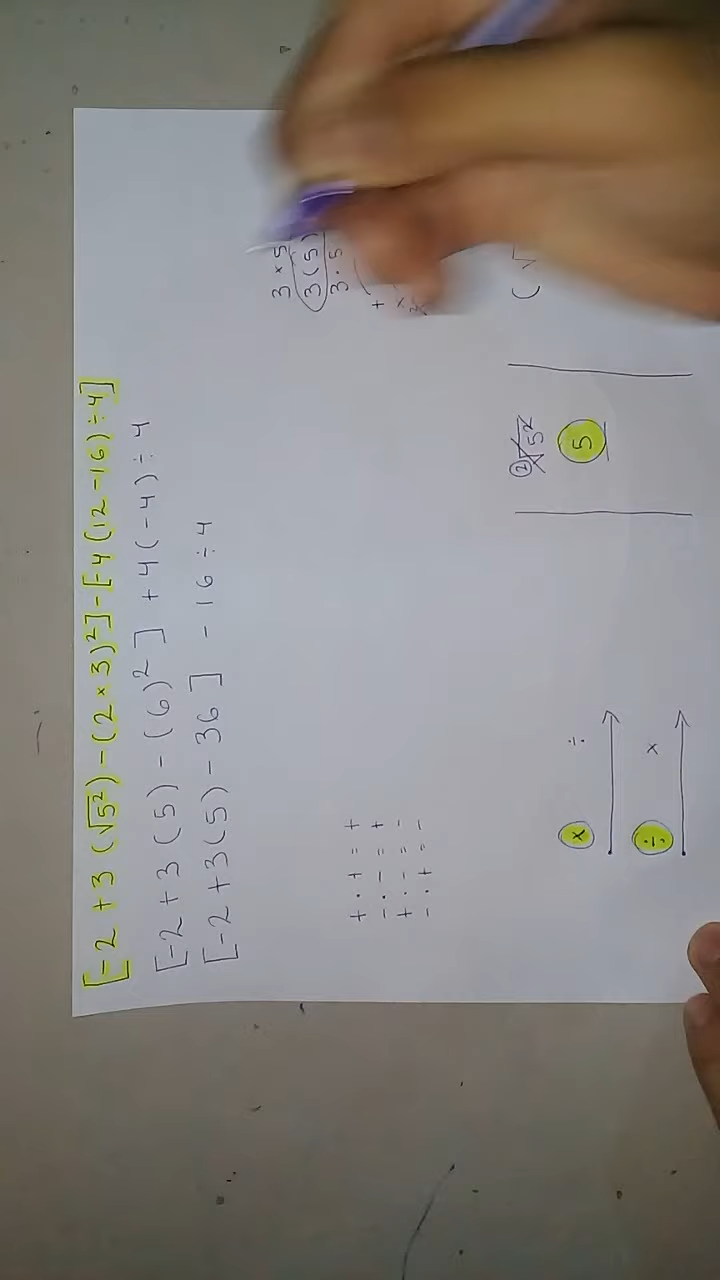 [-2 + 3 (√5²) - (2 × 3)²] - [-4 (12 - 16) ÷ 4]
[-2 + 3 (5) - (6)²] + 4 (-4) ÷ 4
[-2 + 3 (5) - 36] - 16 ÷ 4
3 × 5
3 (5)
3 · 5
+
+ · + = +
- · - = +
+ · - = -
- · + = -
② √5²
5
(√
× ÷
÷ ×